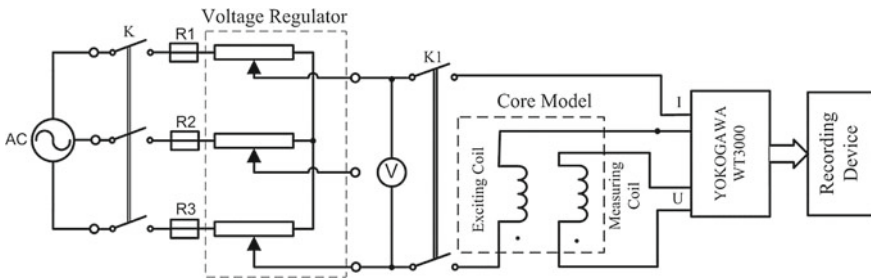 Voltage Regulator
K
R1
K1
AC
R2
V
R3
Core Model
Exciting Coil
Measuring
Coil
I
U
YOKOGAWA
WT3000
Recording
Device